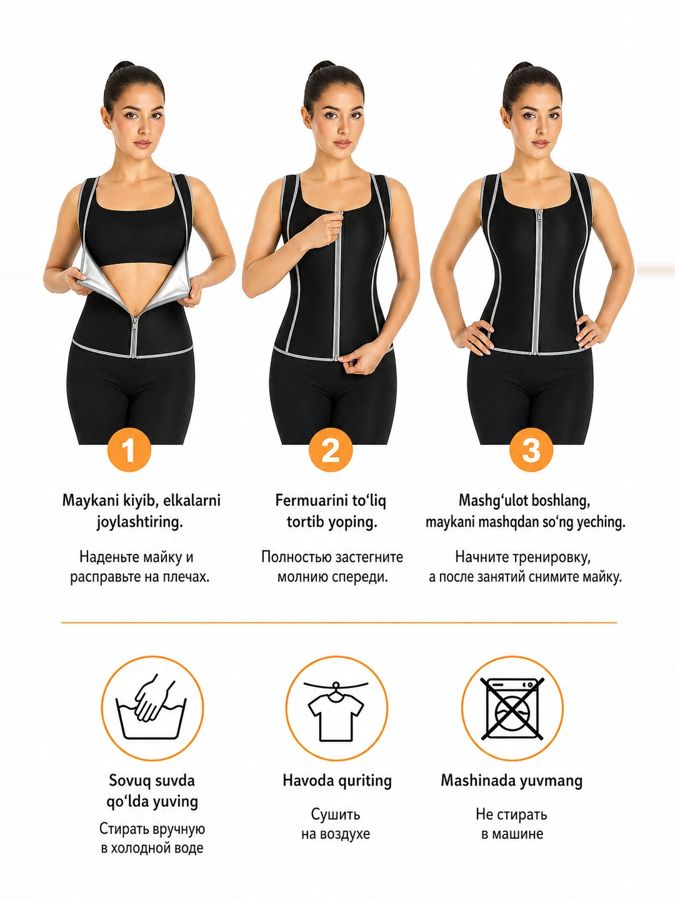 1
Maykani kiyib, elkalarni
joylashtiring.
Наденьте майку и
расправьте на плечах.
2
Fermuarini to‘liq
tortib yoping.
Полностью застегните
молнию спереди.
3
Mashg‘ulot boshlang,
maykani mashqdan so‘ng yeching.
Начните тренировку,
а после занятий снимите майку.
Sovuq suvda
qo‘lda yuving
Стирать вручную
в холодной воде
Havoda quriting
Сушить
на воздухе
Mashinada yuvmang
Не стирать
в машине